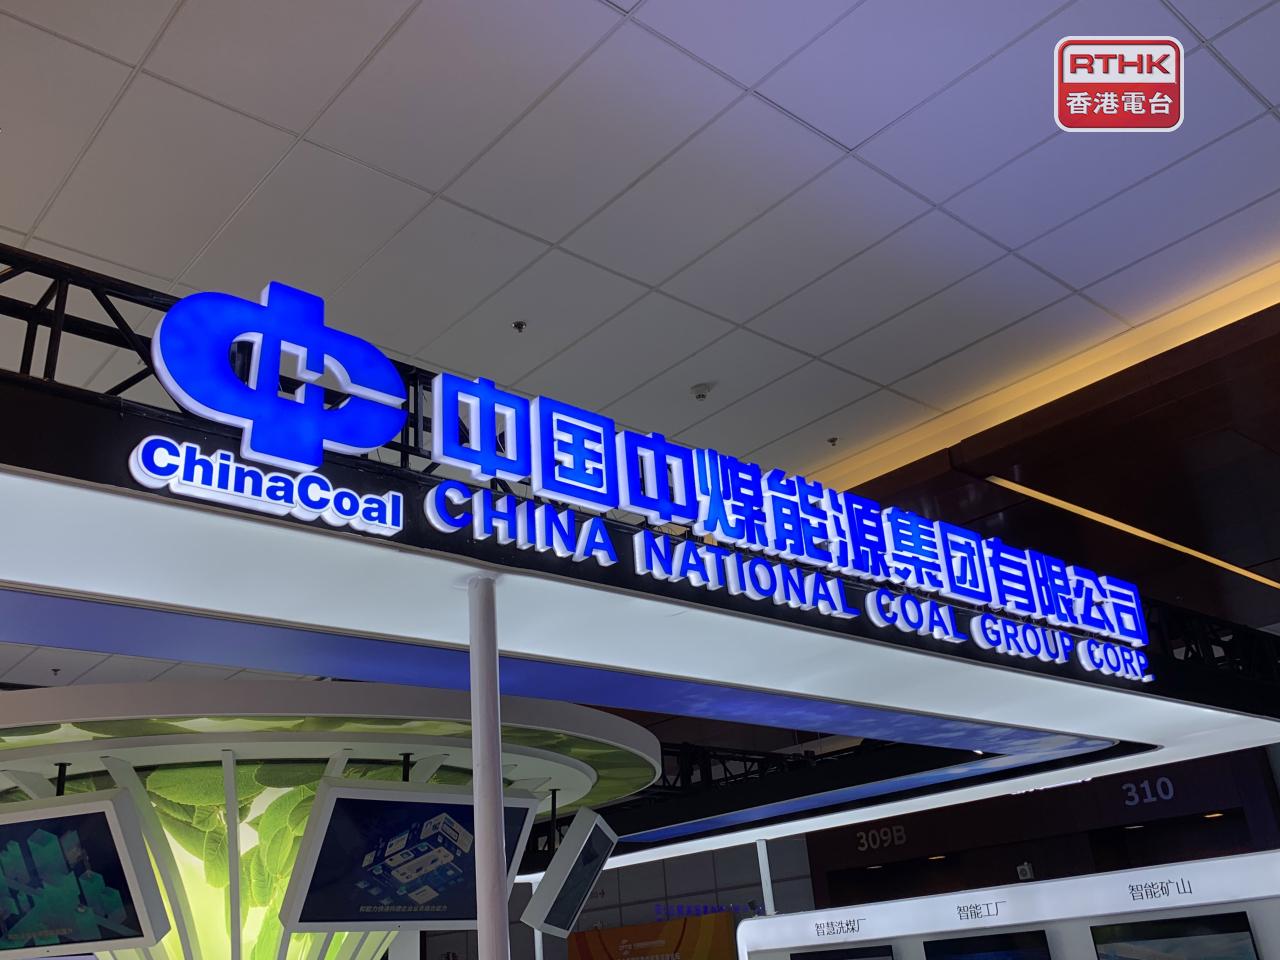 RTHK
香港電台
中国中煤能源集团有限公司
ChinaCoal
CHINA NATIONAL COAL GROUP CORP
310
309B
智能矿山
智能工厂
智慧洗煤厂